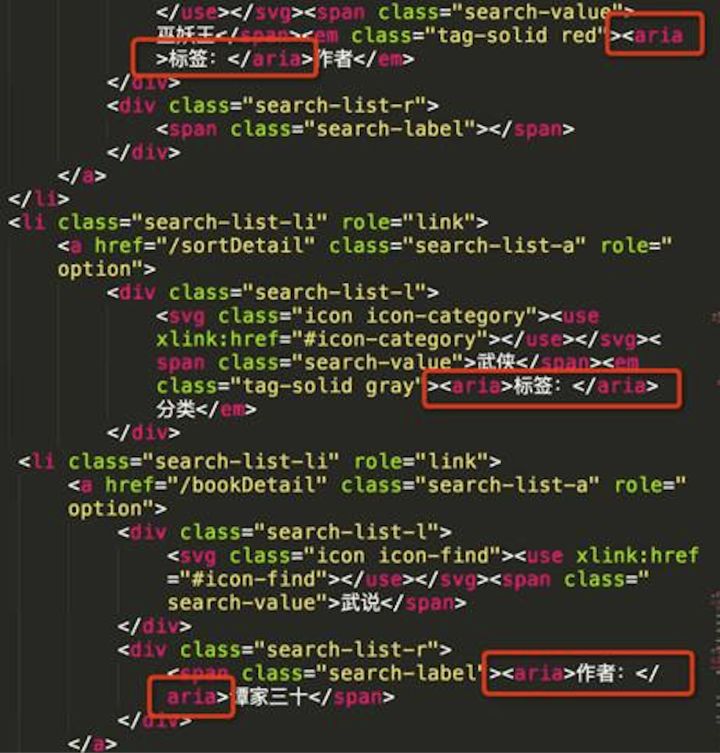 </use></svg><span class="search-value">
巫妖王</span><em class="tag-solid red"><aria
>标签：</aria>作者</em>
</div>
<div class="search-list-r">
<span class="search-label"></span>
</div>
</a>
</li>
<li class="search-list-li" role="link">
<a href="/sortDetail" class="search-list-a" role="
option">
<div class="search-list-l">
<svg class="icon icon-category"><use
xlink:href="#icon-category"></use></svg><
span class="search-value">武侠</span><em
class="tag-solid gray"><aria>标签：</aria>
分类</em>
</div>
<li class="search-list-li" role="link">
<a href="/bookDetail" class="search-list-a" role="
option">
<div class="search-list-l">
<svg class="icon icon-find"><use xlink:href
="#icon-find"></use></svg><span class="
search-value">武说</span>
</div>
<div class="search-list-r">
<span class="search-label"><aria>作者：</
aria>谭家三十</span>
</div>
</a>